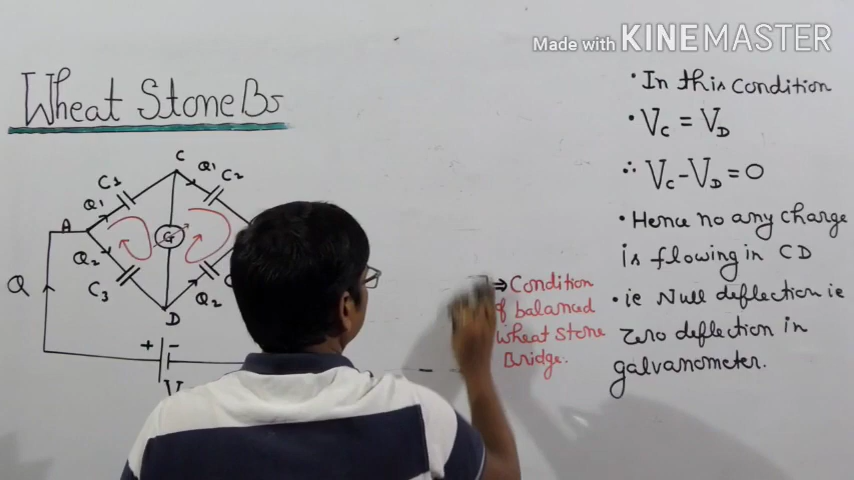 Made with KINEMASTER
Wheat Stone Br
C
Q1
C2
C1
Q1
A
G
Q2
C3
Q2
C
D
Q
+ -
V
⇒ Condition
of balanced
Wheat Stone
Bridge.
• In this Condition
• VC = VD
∴ VC - VD = 0
• Hence no any charge
is flowing in CD
• ie Null deflection ie
Zero deflection in
galvanometer.